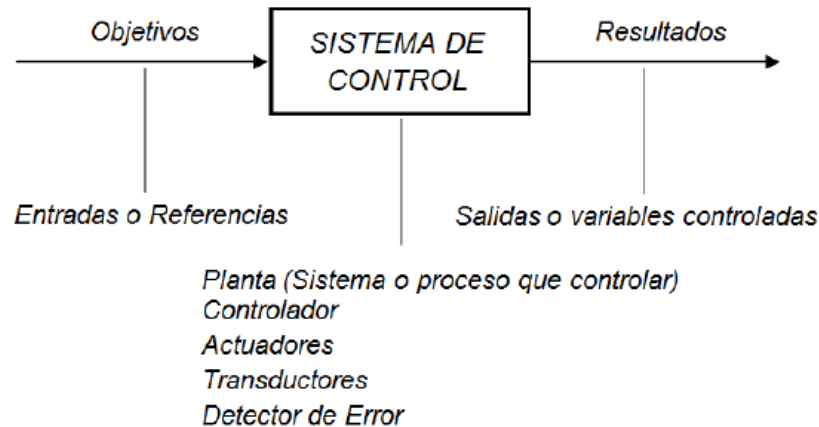 Objetivos
SISTEMA DE
CONTROL
Resultados
Entradas o Referencias
Salidas o variables controladas
Planta (Sistema o proceso que controlar)
Controlador
Actuadores
Transductores
Detector de Error